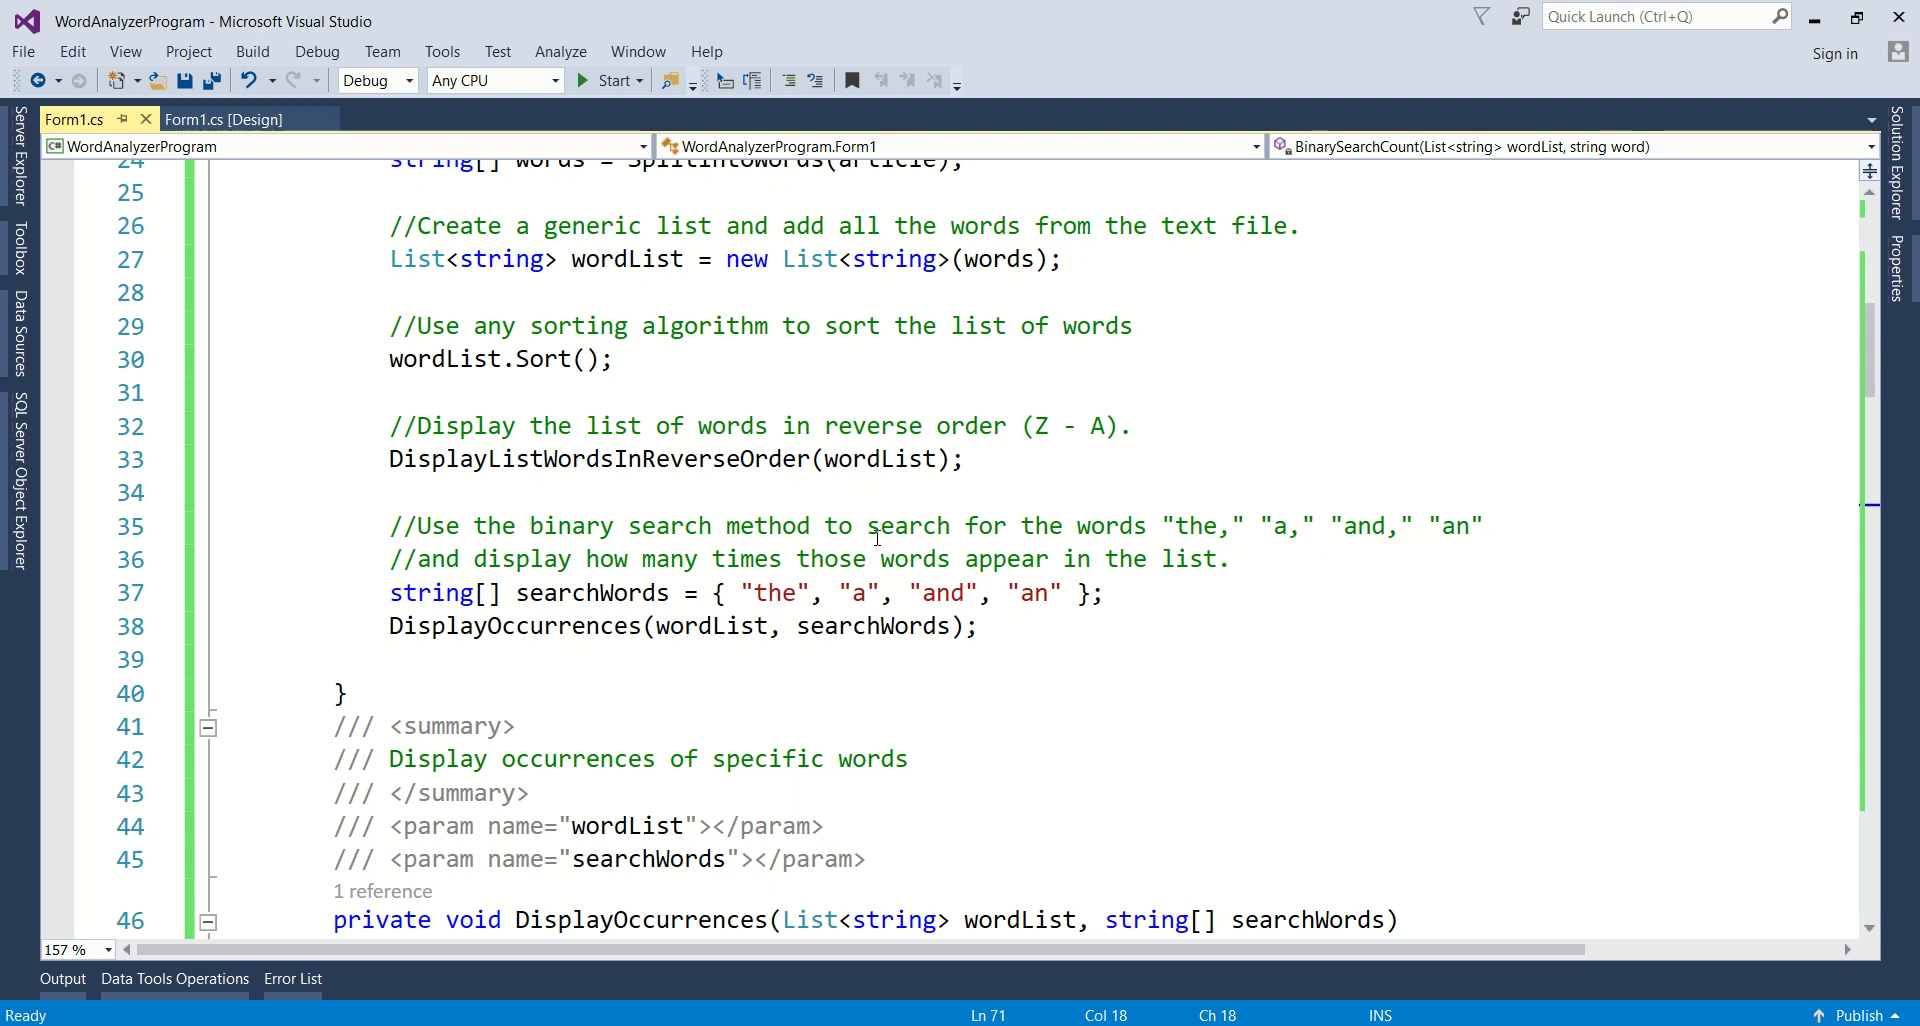 WordAnalyzerProgram - Microsoft Visual Studio
Quick Launch (Ctrl+Q)
File Edit View Project Build Debug Team Tools Test Analyze Window Help
Sign in
Debug Any CPU Start
Form1.cs Form1.cs [Design]
WordAnalyzerProgram WordAnalyzerProgram.Form1 BinarySearchCount(List<string> wordList, string word)
Server Explorer
Toolbox
Data Sources
SQL Server Object Explorer
Solution Explorer
Properties
24 string[] words = SplitIntoWords(article);
25
26 //Create a generic list and add all the words from the text file.
27 List<string> wordList = new List<string>(words);
28
29 //Use any sorting algorithm to sort the list of words
30 wordList.Sort();
31
32 //Display the list of words in reverse order (Z - A).
33 DisplayListWordsInReverseOrder(wordList);
34
35 //Use the binary search method to search for the words "the," "a," "and," "an"
36 //and display how many times those words appear in the list.
37 string[] searchWords = { "the", "a", "and", "an" };
38 DisplayOccurrences(wordList, searchWords);
39
40 }
41 /// <summary>
42 /// Display occurrences of specific words
43 /// </summary>
44 /// <param name="wordList"></param>
45 /// <param name="searchWords"></param>
1 reference
46 private void DisplayOccurrences(List<string> wordList, string[] searchWords)
157 %
Output Data Tools Operations Error List
Ready Ln 71 Col 18 Ch 18 INS Publish